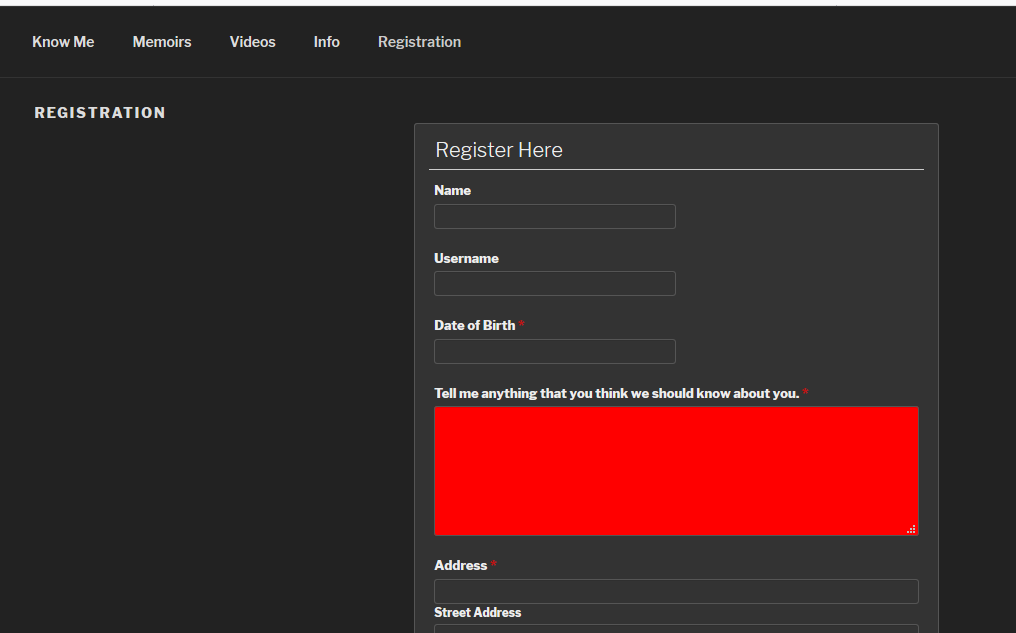 Know Me Memoirs Videos Info Registration
REGISTRATION
Register Here
Name
Username
Date of Birth *
Tell me anything that you think we should know about you. *
Address *
Street Address